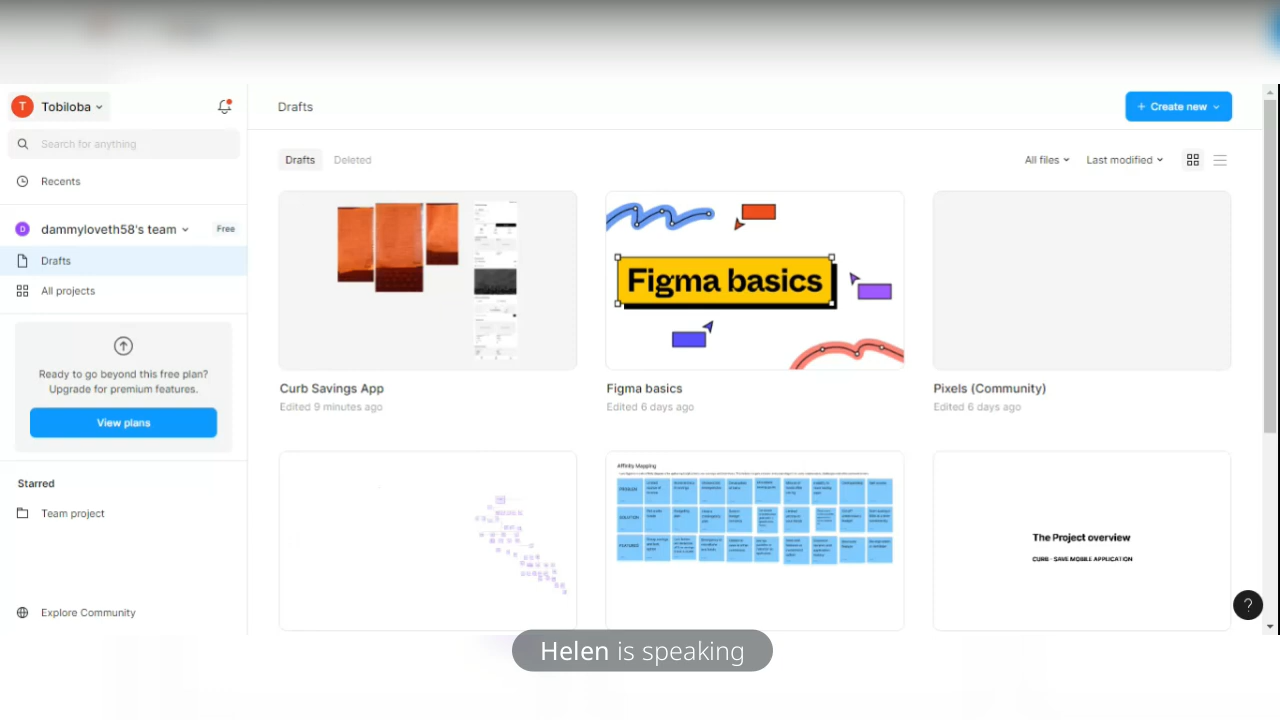 T Tobiloba
Search for anything
Recents
D dammyloveth58's team Free
Drafts
All projects
Ready to go beyond this free plan?
Upgrade for premium features.
View plans
Starred
Team project
Explore Community
Drafts
+ Create new
Drafts Deleted
All files Last modified
Figma basics
Curb Savings App
Edited 9 minutes ago
Figma basics
Edited 6 days ago
Pixels (Community)
Edited 6 days ago
Affinity Mapping
PROBLEM
SOLUTION
FEATURES
The Project overview
CURB - SAVE MOBILE APPLICATION
?
Helen is speaking